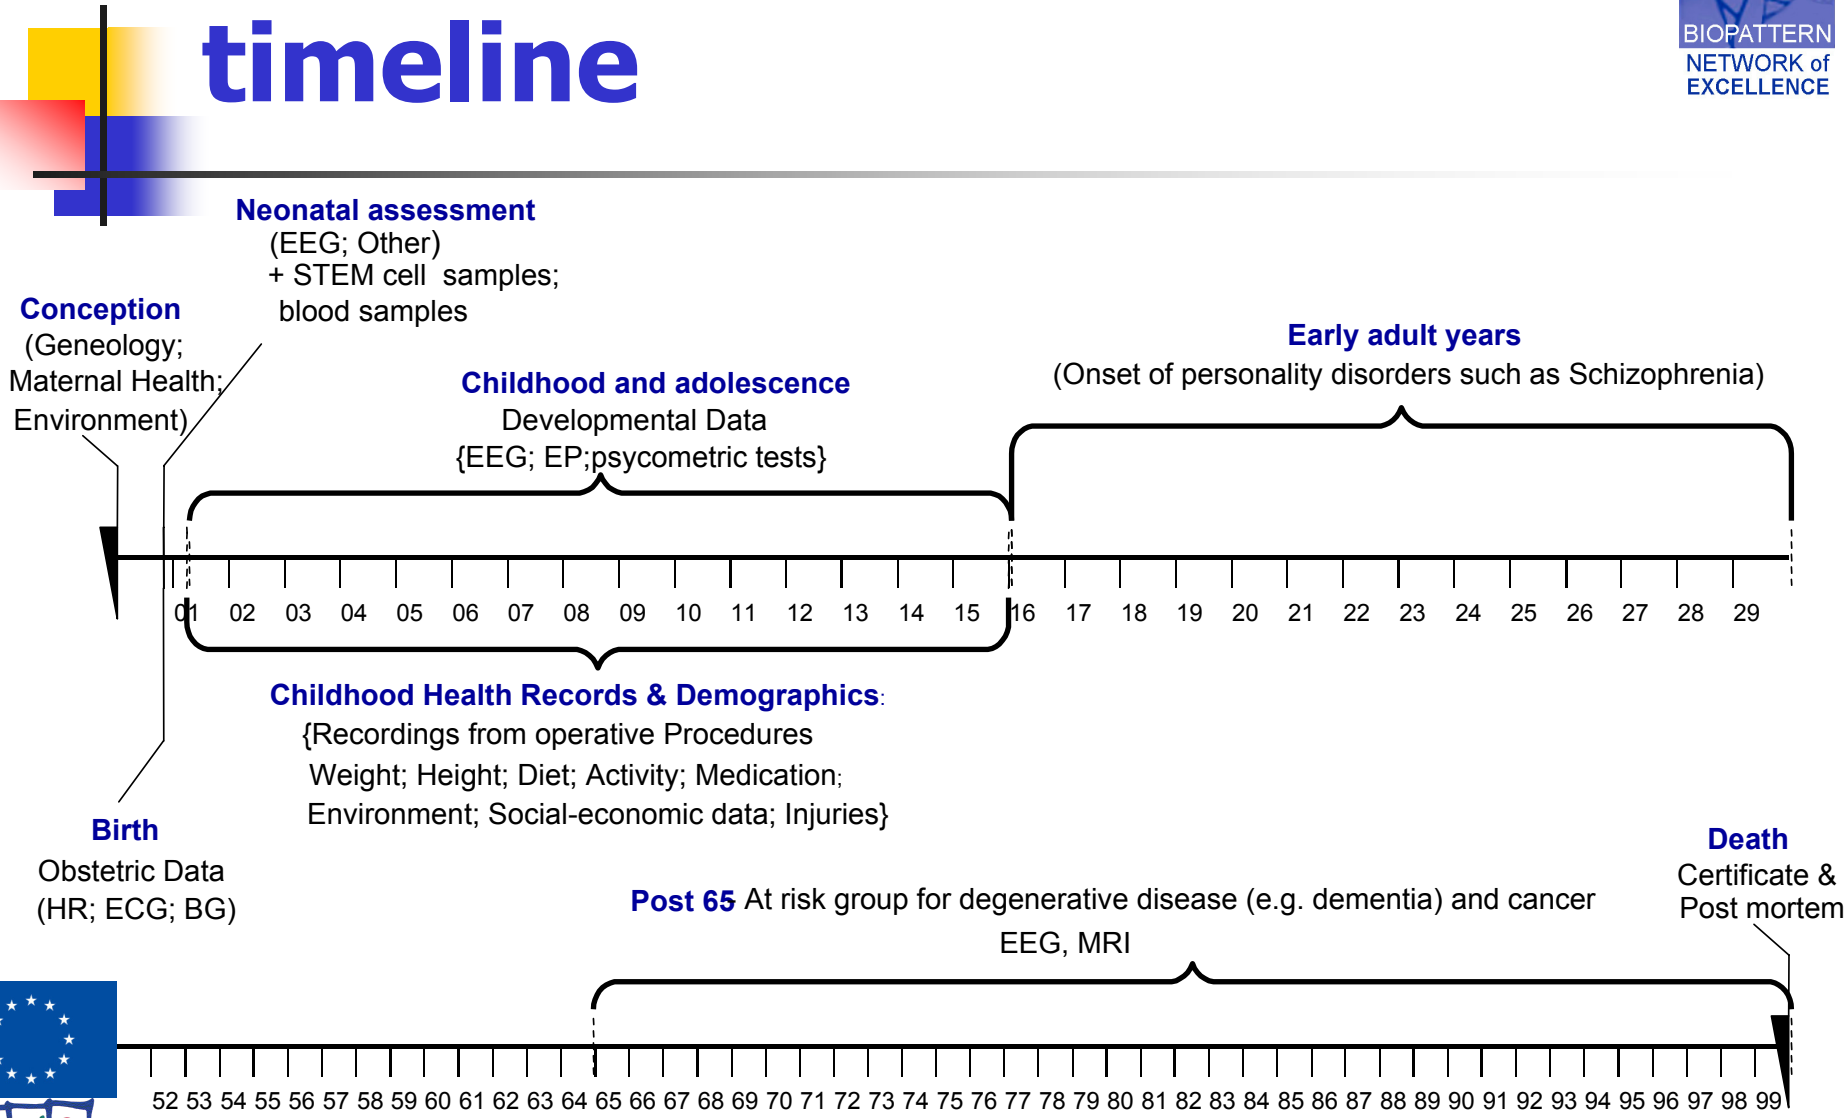 timeline
BIOPATTERN
NETWORK of
EXCELLENCE
Neonatal assessment
(EEG; Other)
+ STEM cell samples;
blood samples
Conception
(Geneology;
Maternal Health;
Environment)
Childhood and adolescence
Developmental Data
{EEG; EP;psycometric tests}
Early adult years
(Onset of personality disorders such as Schizophrenia)
01 02 03 04 05 06 07 08 09 10 11 12 13 14 15 16 17 18 19 20 21 22 23 24 25 26 27 28 29
Childhood Health Records & Demographics:
{Recordings from operative Procedures
Weight; Height; Diet; Activity; Medication;
Environment; Social-economic data; Injuries}
Birth
Obstetric Data
(HR; ECG; BG)
Post 65- At risk group for degenerative disease (e.g. dementia) and cancer
EEG, MRI
Death
Certificate &
Post mortem
52 53 54 55 56 57 58 59 60 61 62 63 64 65 66 67 68 69 70 71 72 73 74 75 76 77 78 79 80 81 82 83 84 85 86 87 88 89 90 91 92 93 94 95 96 97 98 99